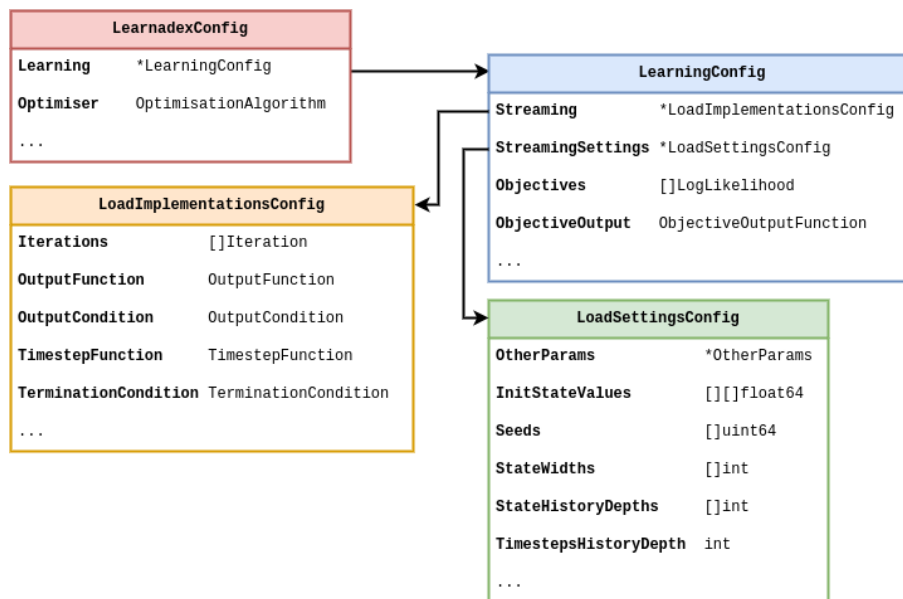 LearnadexConfig
Learning *LearningConfig
Optimiser OptimisationAlgorithm
...
LearningConfig
Streaming *LoadImplementationsConfig
StreamingSettings *LoadSettingsConfig
Objectives []LogLikelihood
ObjectiveOutput ObjectiveOutputFunction
...
LoadImplementationsConfig
Iterations []Iteration
OutputFunction OutputFunction
OutputCondition OutputCondition
TimestepFunction TimestepFunction
TerminationCondition TerminationCondition
...
LoadSettingsConfig
OtherParams *OtherParams
InitStateValues [][]float64
Seeds []uint64
StateWidths []int
StateHistoryDepths []int
TimestepsHistoryDepth int
...